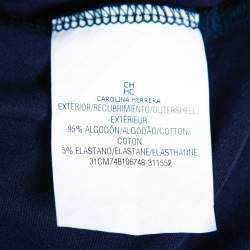 CH
HC
CAROLINA HERRERA
EXTERIOR/RECUBRIMIENTO/OUTERSHELL/
EXTÉRIEUR
95% ALGODÓN/ALGODÃO/COTTON/
COTON
5% ELASTANO/ELASTANE/ELASTHANNE
31CM74B10674B-311552